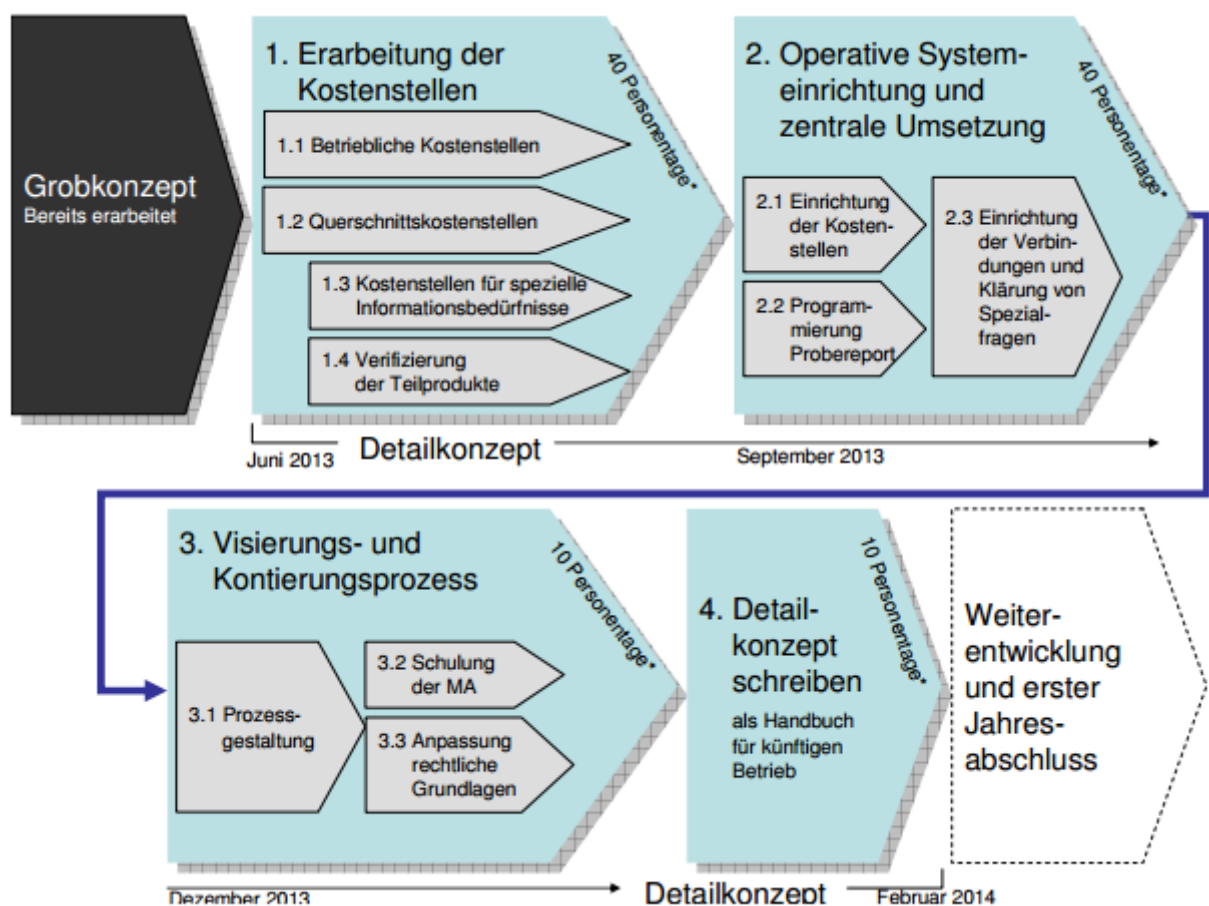 Grobkonzept
Bereits erarbeitet
1. Erarbeitung der
Kostenstellen
40 Personentage*
1.1 Betriebliche Kostenstellen
1.2 Querschnittskostenstellen
1.3 Kostenstellen für spezielle
Informationsbedürfnisse
1.4 Verifizierung
der Teilprodukte
2. Operative System-
einrichtung und
zentrale Umsetzung
40 Personentage*
2.1 Einrichtung
der Kosten-
stellen
2.2 Program-
mierung
Probereport
2.3 Einrichtung
der Verbin-
dungen und
Klärung von
Spezial-
fragen
Juni 2013
Detailkonzept
September 2013
3. Visierungs- und
Kontierungsprozess
10 Personentage*
3.1 Prozess-
gestaltung
3.2 Schulung
der MA
3.3 Anpassung
rechtliche
Grundlagen
4. Detail-
konzept
schreiben
als Handbuch
für künftigen
Betrieb
10 Personentage*
Weiter-
entwicklung
und erster
Jahres-
abschluss
Dezember 2013
Detailkonzept
Februar 2014